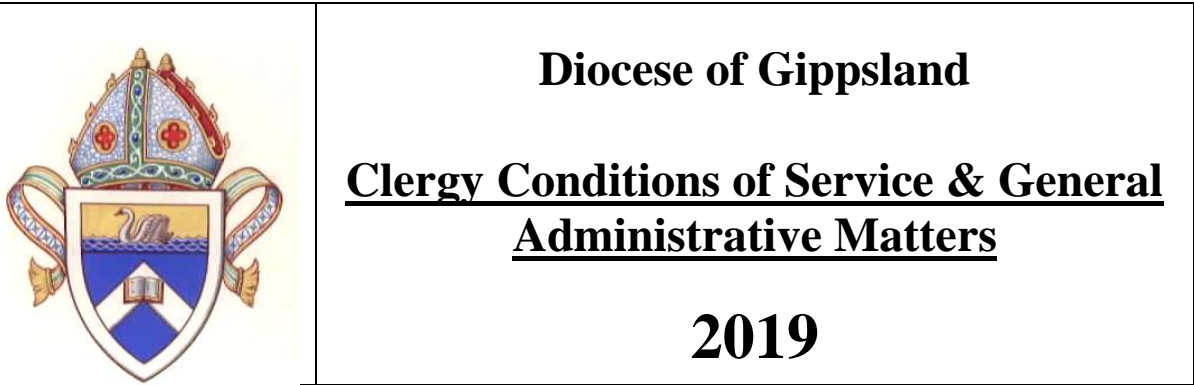 Diocese of Gippsland
Clergy Conditions of Service & General
Administrative Matters
2019